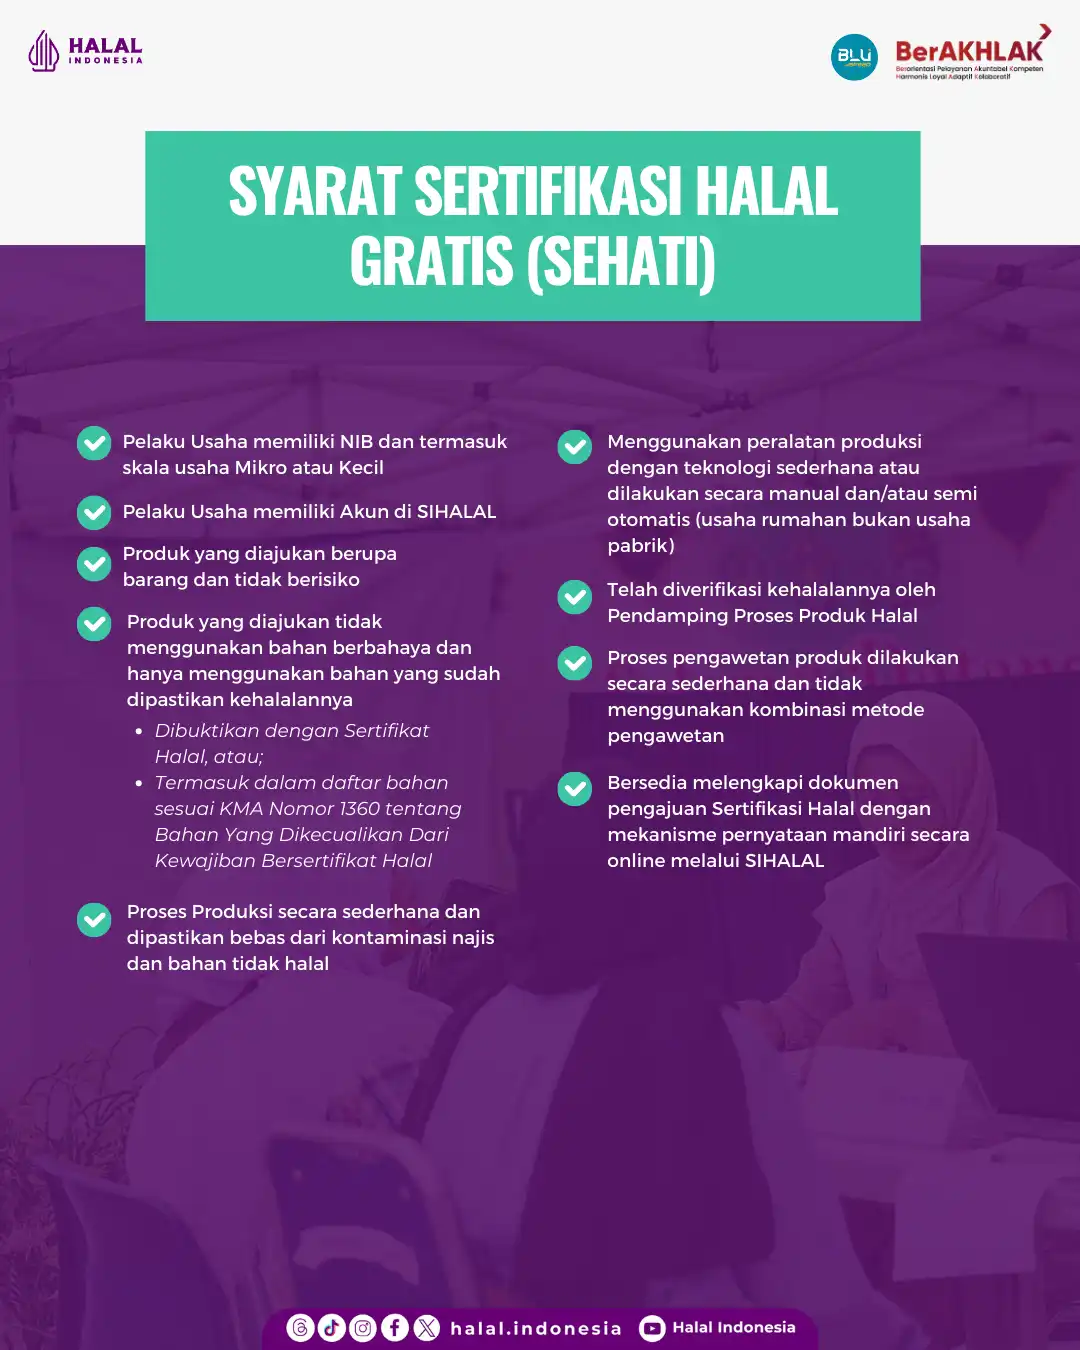 HALAL
INDONESIA
BLU
BerAKHLAK
Berorientasi Pelayanan Akuntabel Kompeten
Harmonis Loyal Adaptif Kolaboratif
SYARAT SERTIFIKASI HALAL
GRATIS (SEHATI)
Pelaku Usaha memiliki NIB dan termasuk
skala usaha Mikro atau Kecil
Pelaku Usaha memiliki Akun di SIHALAL
Produk yang diajukan berupa
barang dan tidak berisiko
Produk yang diajukan tidak
menggunakan bahan berbahaya dan
hanya menggunakan bahan yang sudah
dipastikan kehalalannya
• Dibuktikan dengan Sertifikat
Halal, atau;
• Termasuk dalam daftar bahan
sesuai KMA Nomor 1360 tentang
Bahan Yang Dikecualikan Dari
Kewajiban Bersertifikat Halal
Proses Produksi secara sederhana dan
dipastikan bebas dari kontaminasi najis
dan bahan tidak halal
Menggunakan peralatan produksi
dengan teknologi sederhana atau
dilakukan secara manual dan/atau semi
otomatis (usaha rumahan bukan usaha
pabrik)
Telah diverifikasi kehalalannya oleh
Pendamping Proses Produk Halal
Proses pengawetan produk dilakukan
secara sederhana dan tidak
menggunakan kombinasi metode
pengawetan
Bersedia melengkapi dokumen
pengajuan Sertifikasi Halal dengan
mekanisme pernyataan mandiri secara
online melalui SIHALAL
halal.indonesia
Halal Indonesia